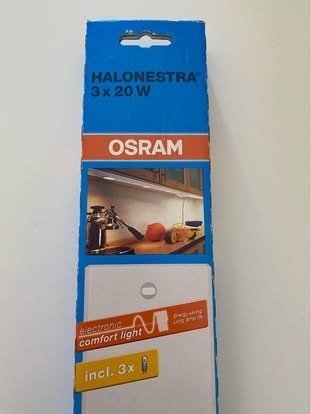 HALONESTRA®
3 x 20 W
OSRAM
electronic
comfort light
Energy saving
Long lamp life
incl. 3x